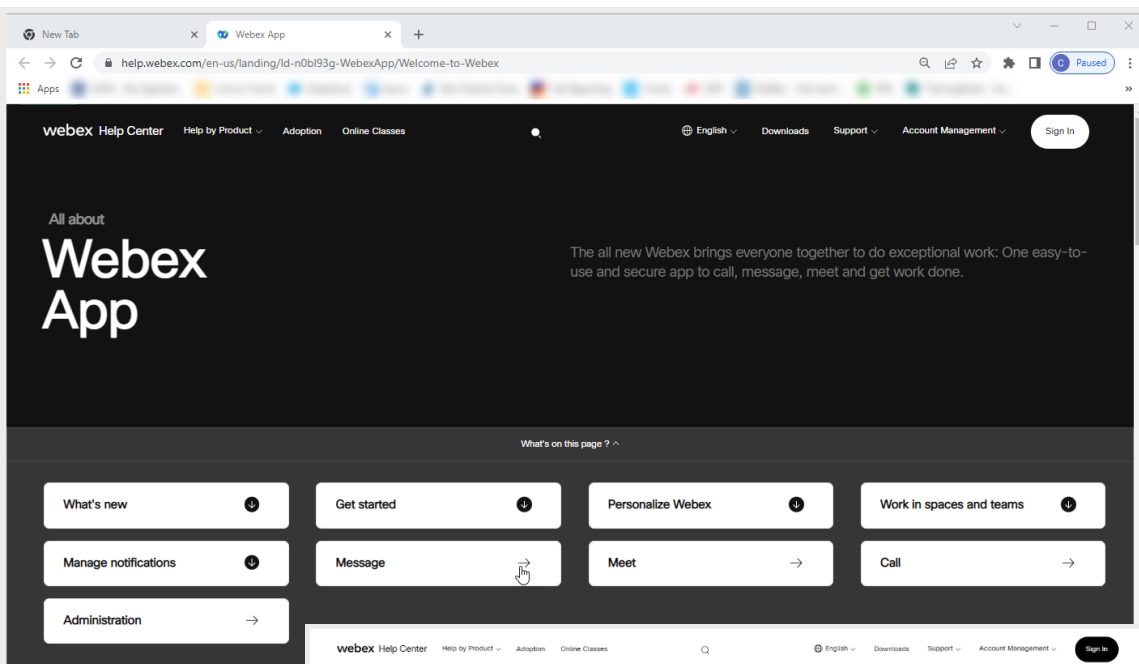 New Tab
Webex App
help.webex.com/en-us/landing/ld-n0bl93g-WebexApp/Welcome-to-Webex
C Paused
Apps
webex Help Center Help by Product Adoption Online Classes English Downloads Support Account Management Sign In
All about
Webex
App
The all new Webex brings everyone together to do exceptional work: One easy-to-
use and secure app to call, message, meet and get work done.
What's on this page ?
What's new Get started Personalize Webex Work in spaces and teams
Manage notifications Message Meet Call
Administration
webex Help Center Help by Product Adoption Online Classes English Downloads Support Account Management Sign In